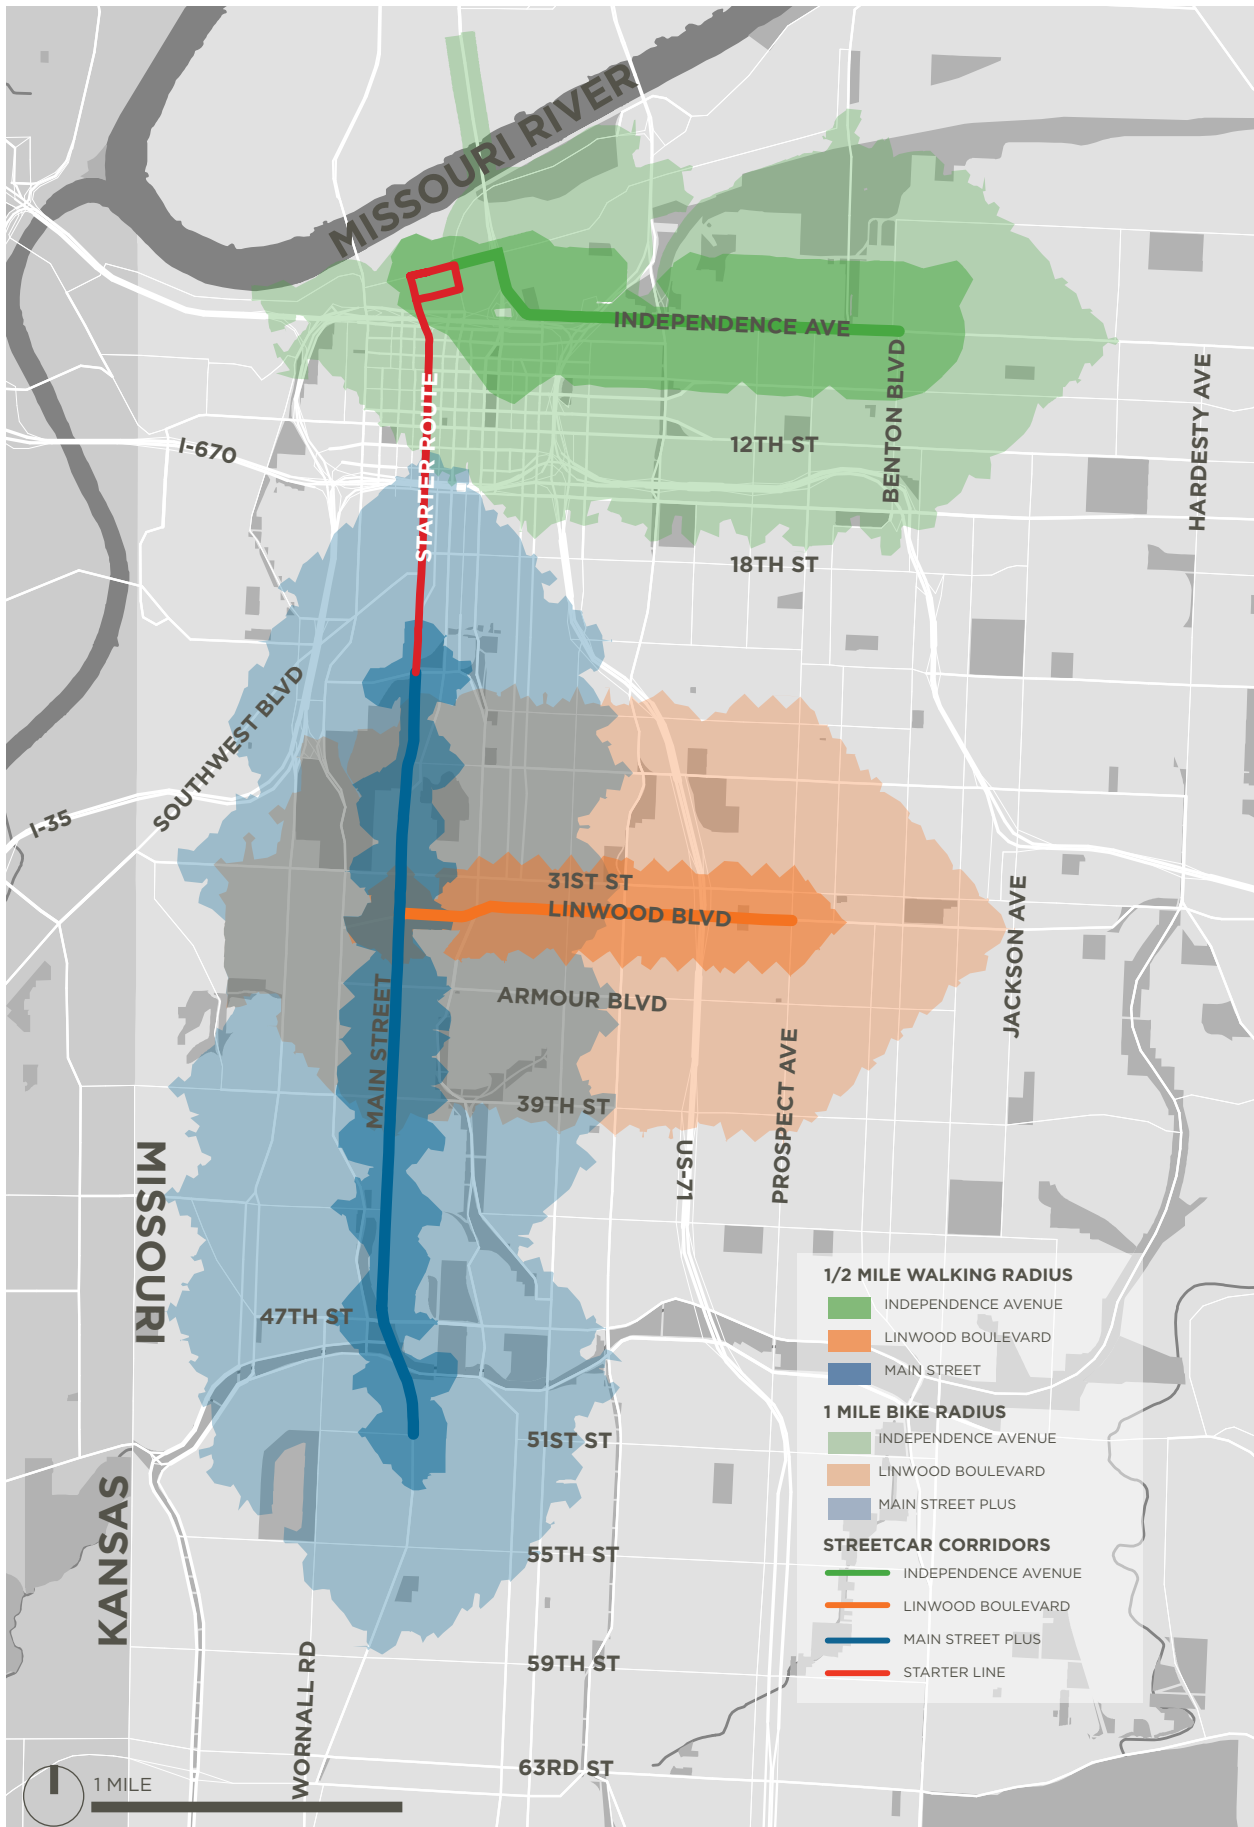 MISSOURI RIVER
INDEPENDENCE AVE
BENTON BLVD
HARDESTY AVE
STARTER ROUTE
I-670
12TH ST
18TH ST
SOUTHWEST BLVD
I-35
31ST ST
LINWOOD BLVD
JACKSON AVE
MAIN STREET
ARMOUR BLVD
PROSPECT AVE
39TH ST
US-71
MISSOURI
47TH ST
51ST ST
KANSAS
55TH ST
59TH ST
WORNALL RD
63RD ST
1 MILE
1/2 MILE WALKING RADIUS
INDEPENDENCE AVENUE
LINWOOD BOULEVARD
MAIN STREET
1 MILE BIKE RADIUS
INDEPENDENCE AVENUE
LINWOOD BOULEVARD
MAIN STREET PLUS
STREETCAR CORRIDORS
INDEPENDENCE AVENUE
LINWOOD BOULEVARD
MAIN STREET PLUS
STARTER LINE